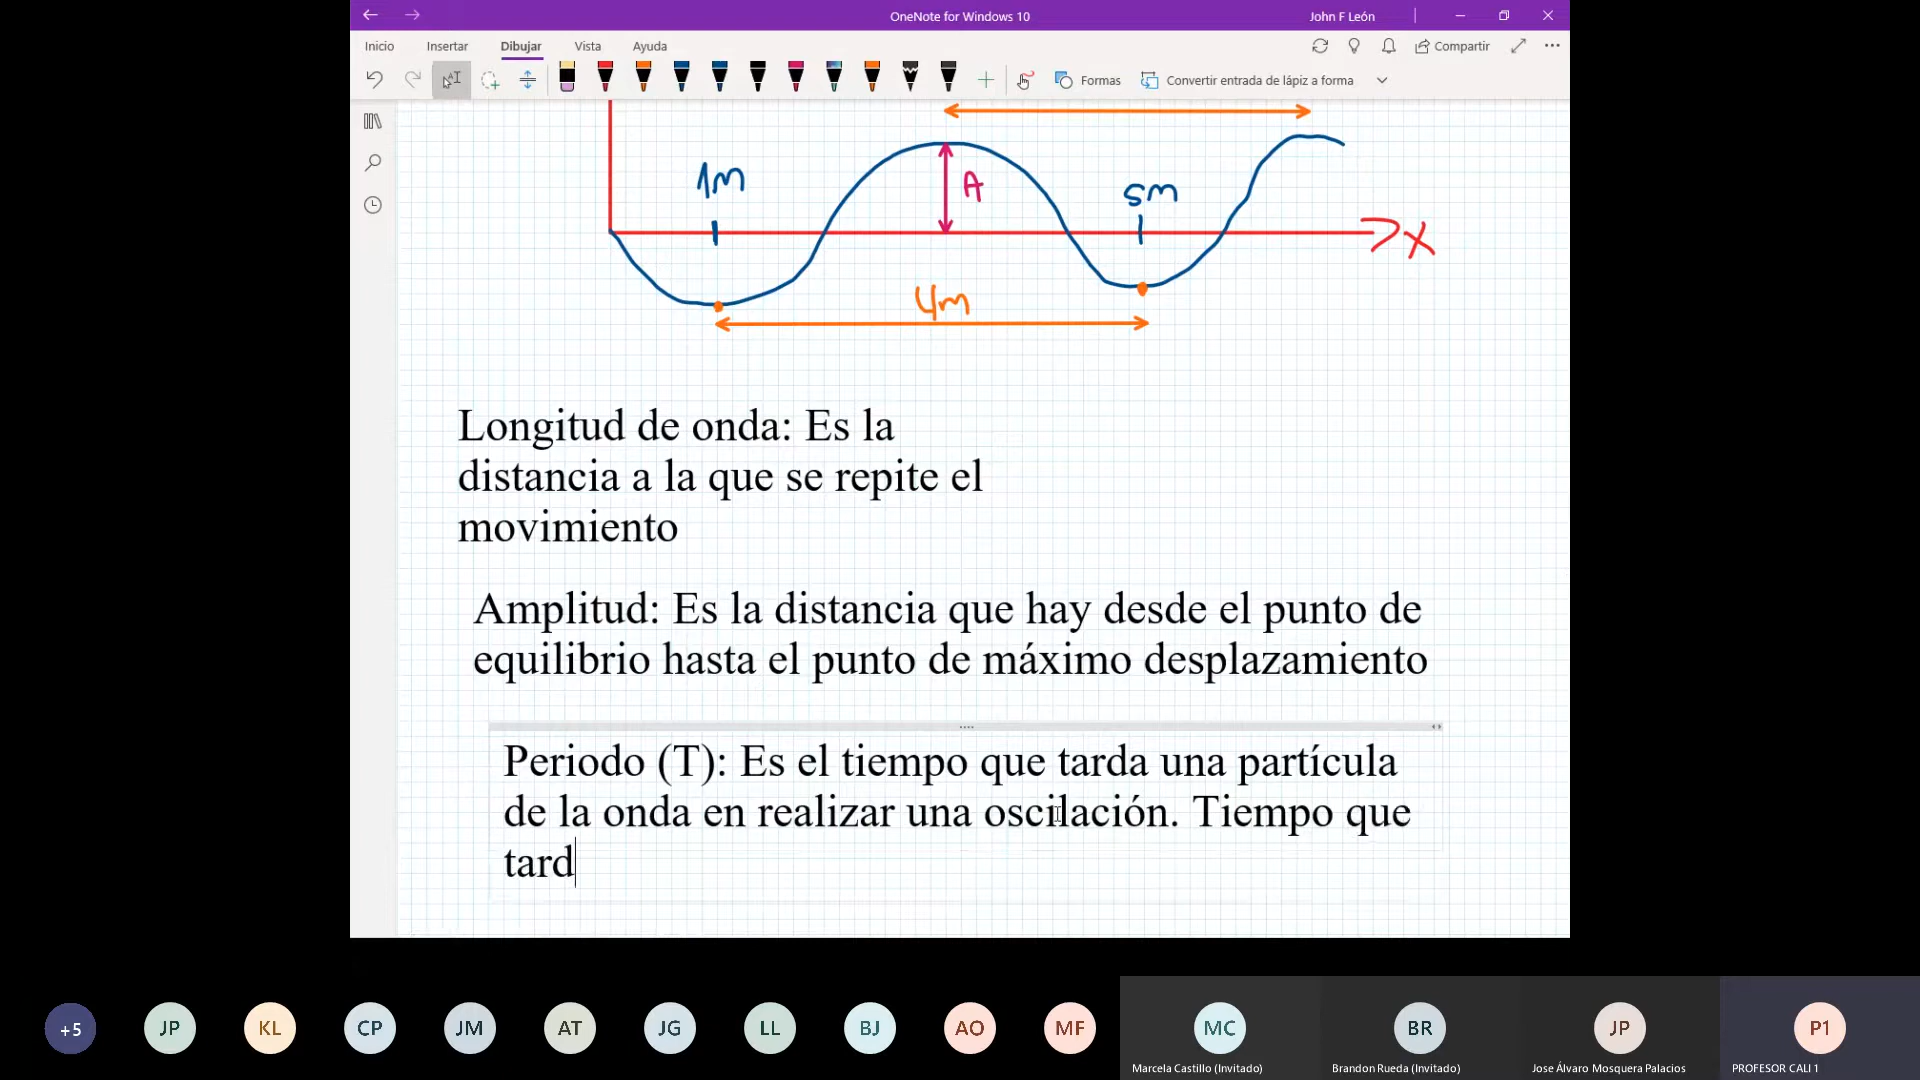 OneNote for Windows 10
John F León
Inicio Insertar Dibujar Vista Ayuda
Compartir
Formas Convertir entrada de lápiz a forma
1m
A
5m
x
4m
Longitud de onda: Es la
distancia a la que se repite el
movimiento
Amplitud: Es la distancia que hay desde el punto de
equilibrio hasta el punto de máximo desplazamiento
Periodo (T): Es el tiempo que tarda una partícula
de la onda en realizar una oscilación. Tiempo que
tard
+5 JP KL CP JM AT JG LL BJ AO MF MC BR JP P1
Marcela Castillo (Invitado) Brandon Rueda (Invitado) Jose Álvaro Mosquera Palacios PROFESOR CALI 1